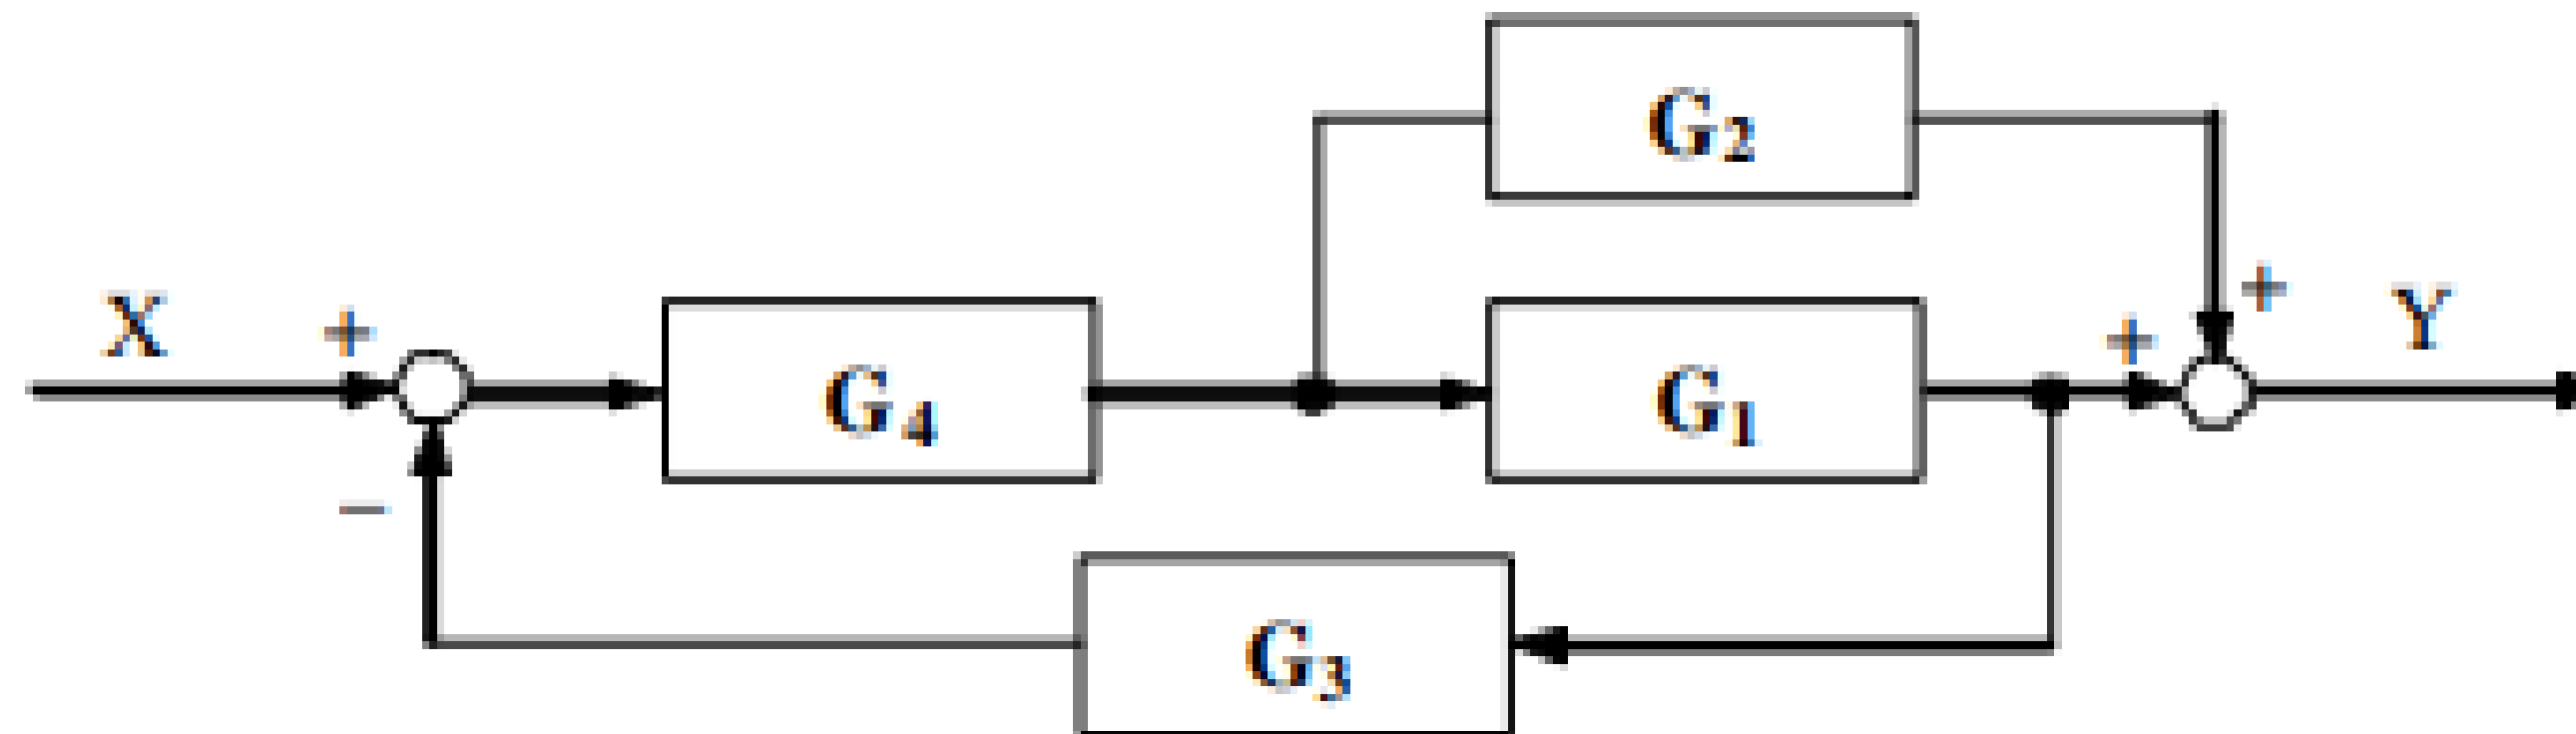 G₂
X + + + Y
G₄ G₁
−
G₃